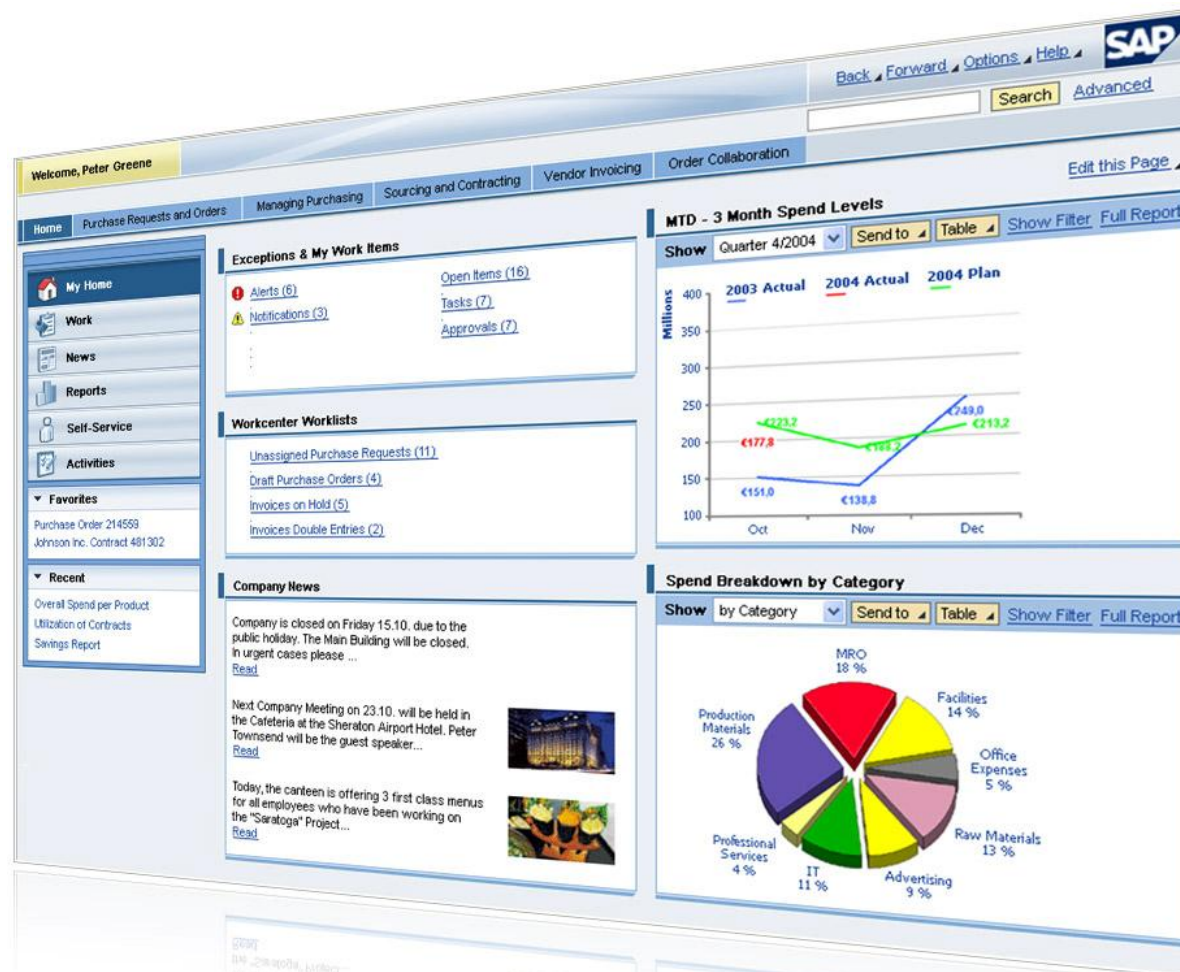 Back Forward Options Help
SAP
Search Advanced
Welcome, Peter Greene
Home Purchase Requests and Orders Managing Purchasing Sourcing and Contracting Vendor Invoicing Order Collaboration
Edit this Page
My Home
Work
News
Reports
Self-Service
Activities
Favorites
Purchase Order 214559
Johnson Inc. Contract 481302
Recent
Overall Spend per Product
Utilization of Contracts
Savings Report
Exceptions & My Work Items
Alerts (6)
Notifications (3)
Open Items (16)
Tasks (7)
Approvals (7)
Workcenter Worklists
Unassigned Purchase Requests (11)
Draft Purchase Orders (4)
Invoices on Hold (5)
Invoices Double Entries (2)
Company News
Company is closed on Friday 15.10. due to the
public holiday. The Main Building will be closed.
In urgent cases please ...
Read
Next Company Meeting on 23.10. will be held in
the Cafeteria at the Sheraton Airport Hotel. Peter
Townsend will be the guest speaker...
Read
Today, the canteen is offering 3 first class menus
for all employees who have been working on
the "Saratoga" Project...
Read
MTD - 3 Month Spend Levels
Show Quarter 4/2004 Send to Table Show Filter Full Report
2003 Actual 2004 Actual 2004 Plan
Millions
400
350
300
250
200
150
100
€223,2
€177,8
€151,0
€138,8
€249,0
€213,2
Oct Nov Dec
Spend Breakdown by Category
Show by Category Send to Table Show Filter Full Report
MRO
18 %
Facilities
14 %
Office
Expenses
5 %
Raw Materials
13 %
Advertising
9 %
IT
11 %
Professional
Services
4 %
Production
Materials
26 %